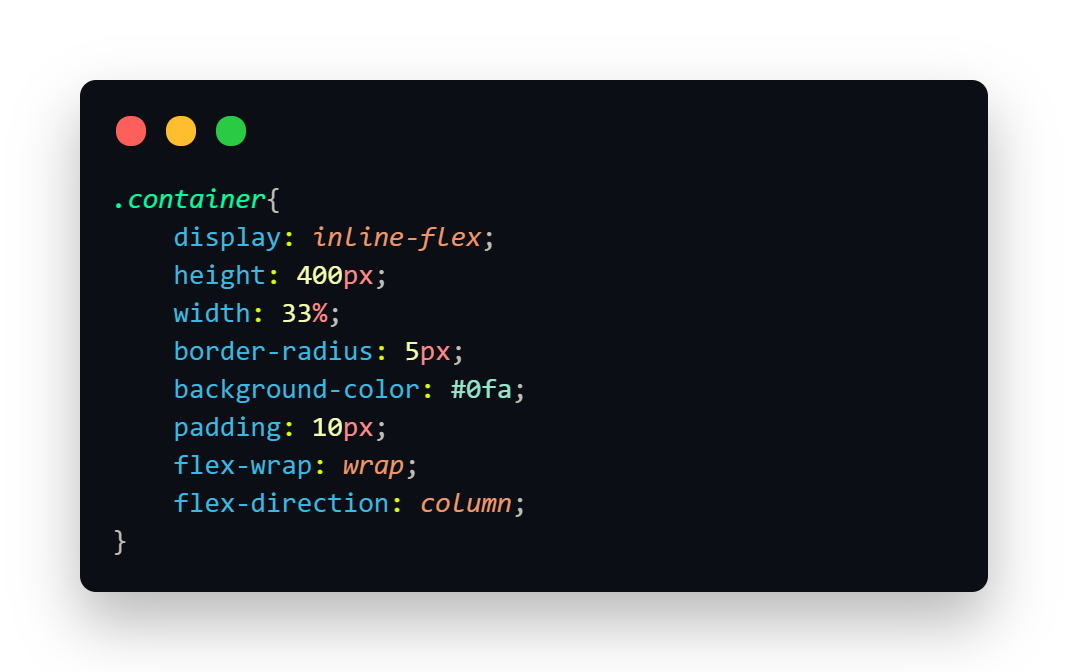 .container{
    display: inline-flex;
    height: 400px;
    width: 33%;
    border-radius: 5px;
    background-color: #0fa;
    padding: 10px;
    flex-wrap: wrap;
    flex-direction: column;
}